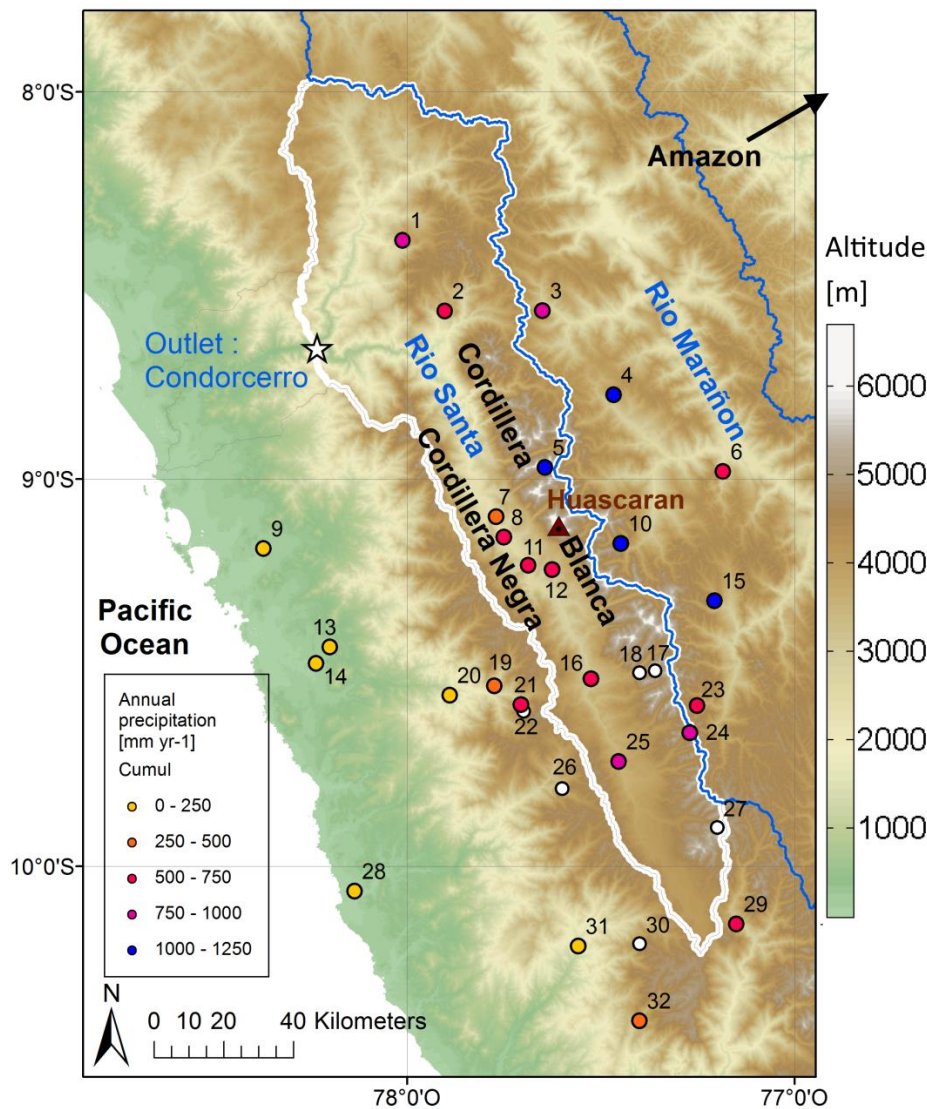 8°0'S
Amazon
1
Altitude
[m]
2
3
Rio Marañon
Outlet :
Condorcerro
Rio Santa
Cordillera
4
6000
5
6
5000
9°0'S
Cordillera Negra
7
Huascaran
8
9
10
4000
11
12
Blanca
15
Pacific
Ocean
13
14
3000
16
18
17
19
20
21
22
23
24
2000
Annual
precipitation
[mm yr-1]
Cumul
0 - 250
250 - 500
500 - 750
750 - 1000
1000 - 1250
25
26
27
1000
10°0'S
28
29
30
31
32
N
0 10 20 40 Kilometers
78°0'O
77°0'O